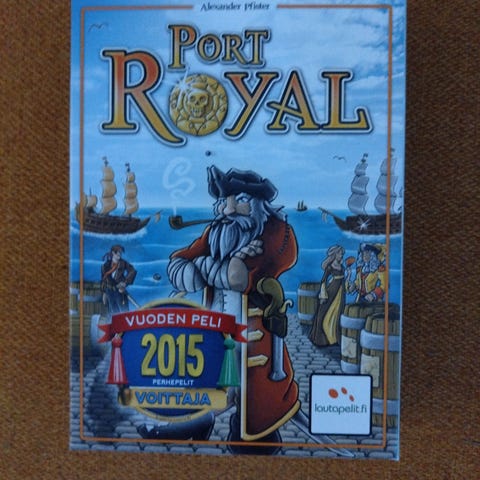 Alexander Pfister
PORT
ROYAL
VUODEN PELI
2015
PERHEPELIT
VOITTAJA
lautapelit.fi